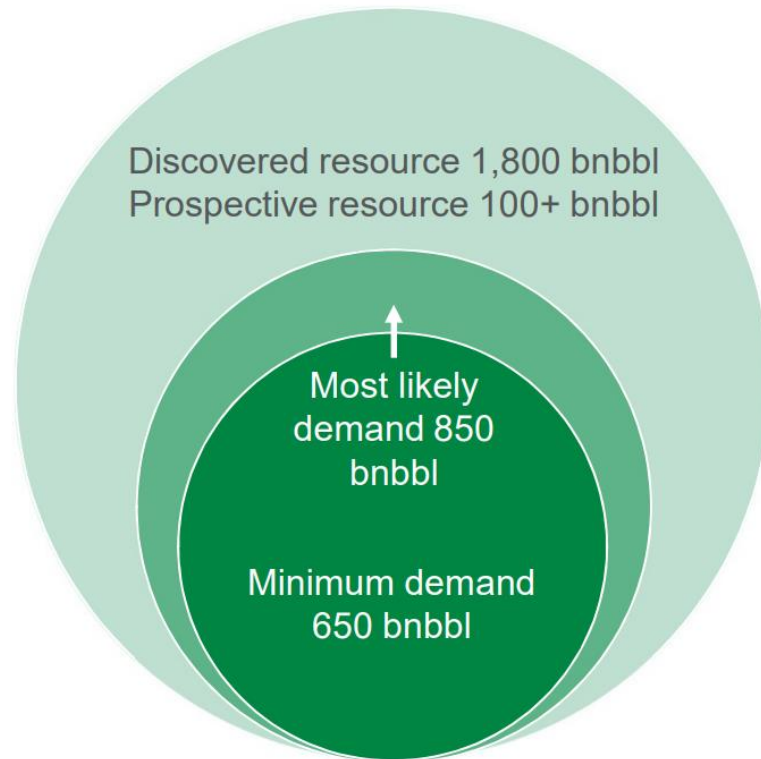 Discovered resource 1,800 bnbbl
Prospective resource 100+ bnbbl
Most likely
demand 850
bnbbl
Minimum demand
650 bnbbl